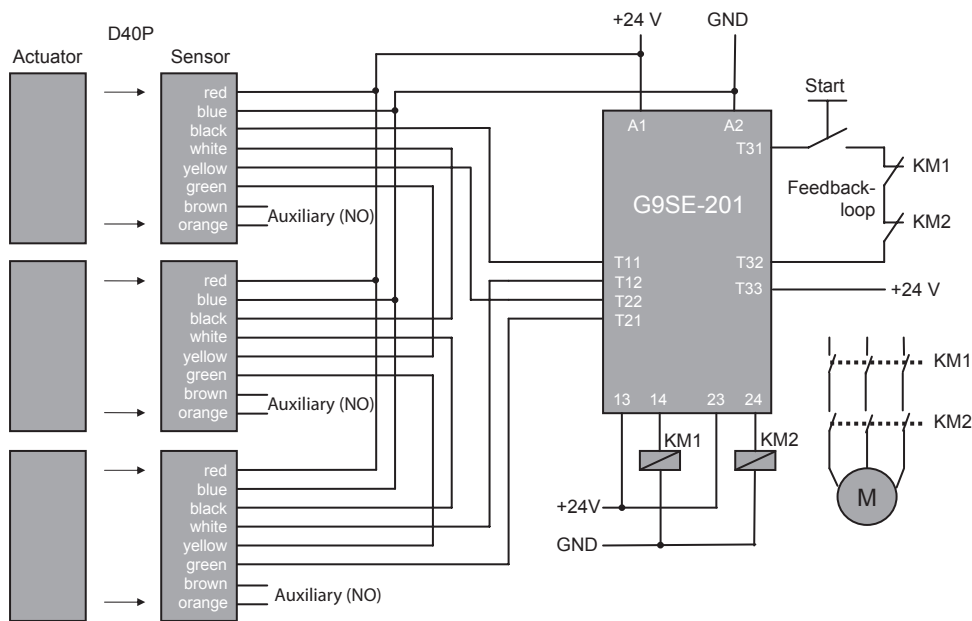 D40P
Actuator
Sensor
red
blue
black
white
yellow
green
brown
orange
Auxiliary (NO)
red
blue
black
white
yellow
green
brown
orange
Auxiliary (NO)
red
blue
black
white
yellow
green
brown
orange
Auxiliary (NO)
+24 V
GND
A1
A2
T31
G9SE-201
T11
T12
T22
T21
T32
T33
13
14
23
24
Start
KM1
Feedback-
loop
KM2
+24 V
KM1
KM2
+24V
GND
KM1
KM2
M